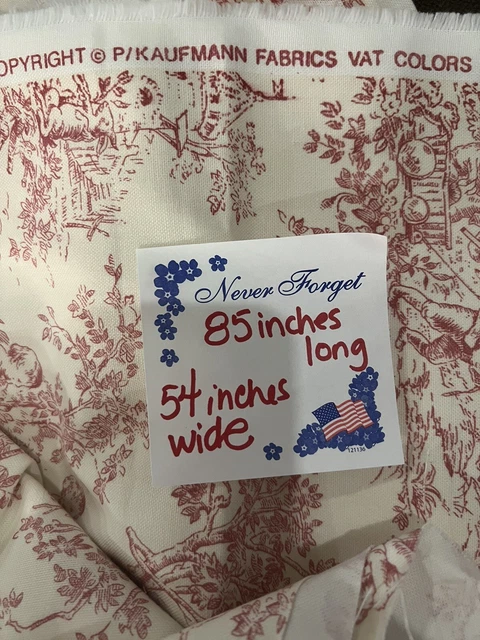 OPYRIGHT © P/KAUFMANN FABRICS VAT COLORS
Never Forget
85 inches
long
54 inches
wide
121136